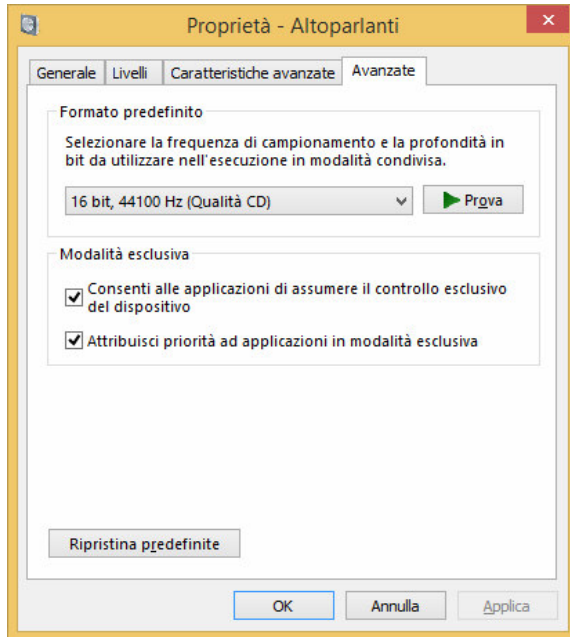 Proprietà - Altoparlanti
Generale
Livelli
Caratteristiche avanzate
Avanzate
Formato predefinito
Selezionare la frequenza di campionamento e la profondità in
bit da utilizzare nell'esecuzione in modalità condivisa.
16 bit, 44100 Hz (Qualità CD)
Prova
Modalità esclusiva
Consenti alle applicazioni di assumere il controllo esclusivo
del dispositivo
Attribuisci priorità ad applicazioni in modalità esclusiva
Ripristina predefinite
OK
Annulla
Applica